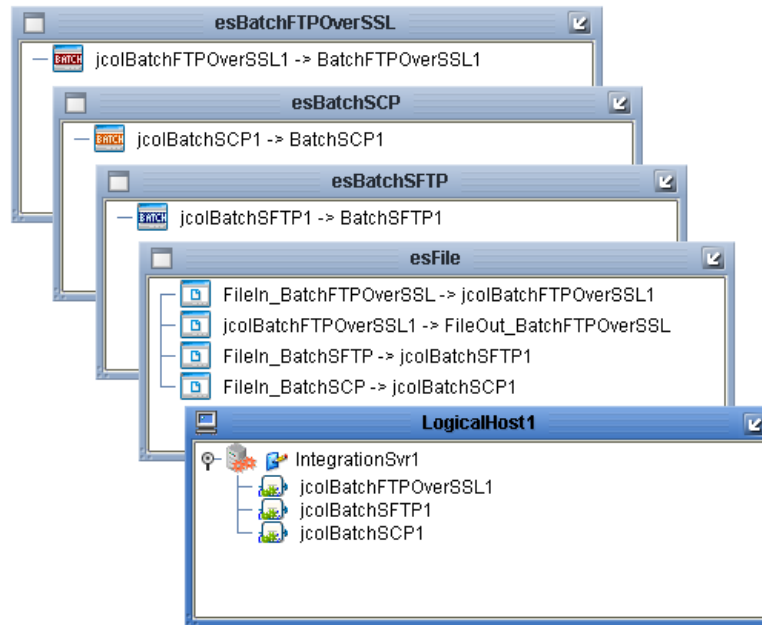 esBatchFTPOverSSL
BATCH jcolBatchFTPOverSSL1 -> BatchFTPOverSSL1
esBatchSCP
BATCH jcolBatchSCP1 -> BatchSCP1
esBatchSFTP
BATCH jcolBatchSFTP1 -> BatchSFTP1
esFile
FileIn_BatchFTPOverSSL -> jcolBatchFTPOverSSL1
jcolBatchFTPOverSSL1 -> FileOut_BatchFTPOverSSL
FileIn_BatchSFTP -> jcolBatchSFTP1
FileIn_BatchSCP -> jcolBatchSCP1
LogicalHost1
IntegrationSvr1
jcolBatchFTPOverSSL1
jcolBatchSFTP1
jcolBatchSCP1